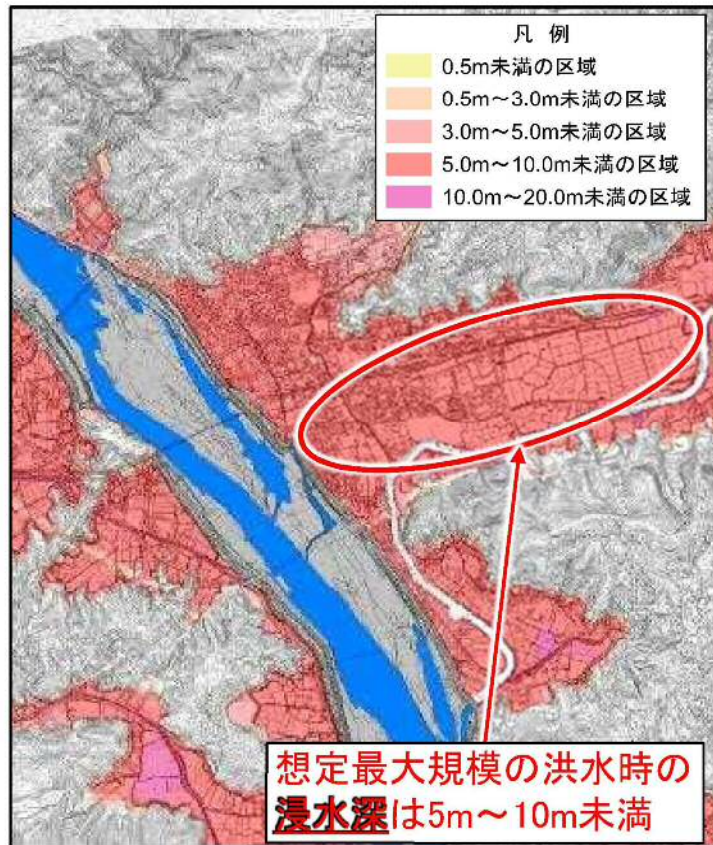 凡 例
0.5m未満の区域
0.5m～3.0m未満の区域
3.0m～5.0m未満の区域
5.0m～10.0m未満の区域
10.0m～20.0m未満の区域
想定最大規模の洪水時の
浸水深は5m～10m未満